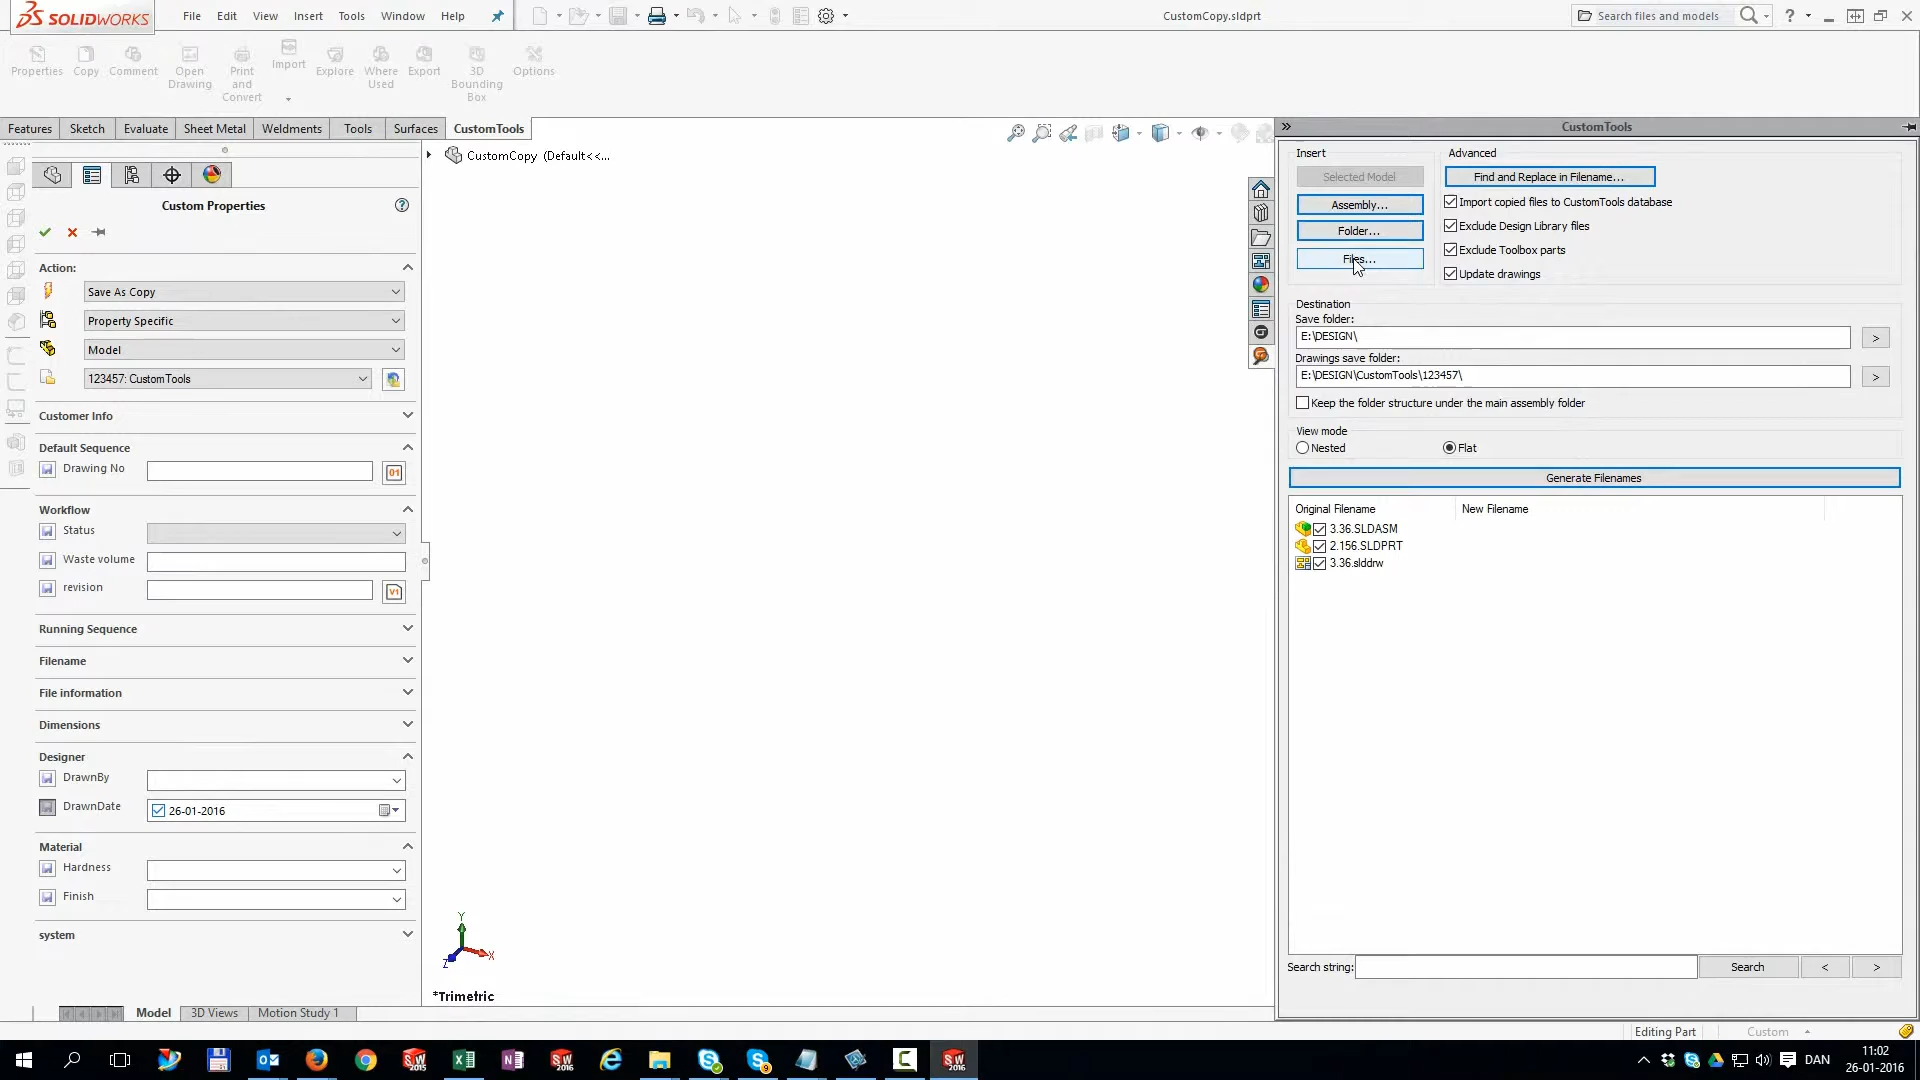 SOLIDWORKS
File Edit View Insert Tools Window Help
CustomCopy.sldprt
Search files and models
Properties Copy Comment Open Drawing Print and Convert Import Explore Where Used Export 3D Bounding Box Options
Features Sketch Evaluate Sheet Metal Weldments Tools Surfaces CustomTools
CustomCopy (Default<<...
Custom Properties
Action:
Save As Copy
Property Specific
Model
123457: CustomTools
Customer Info
Default Sequence
Drawing No
01
Workflow
Status
Waste volume
revision
V1
Running Sequence
Filename
File information
Dimensions
Designer
DrawnBy
DrawnDate 26-01-2016
Material
Hardness
Finish
system
Y
X
Z
*Trimetric
Model 3D Views Motion Study 1
CustomTools
Insert
Selected Model
Assembly...
Folder...
Files...
Advanced
Find and Replace in Filename...
Import copied files to CustomTools database
Exclude Design Library files
Exclude Toolbox parts
Update drawings
Destination
Save folder:
E:\DESIGN\
>
Drawings save folder:
E:\DESIGN\CustomTools\123457\
>
Keep the folder structure under the main assembly folder
View mode
Nested Flat
Generate Filenames
Original Filename New Filename
3.36.SLDASM
2.156.SLDPRT
3.36.slddrw
Search string: Search < >
Editing Part Custom
DAN
11:02
26-01-2016